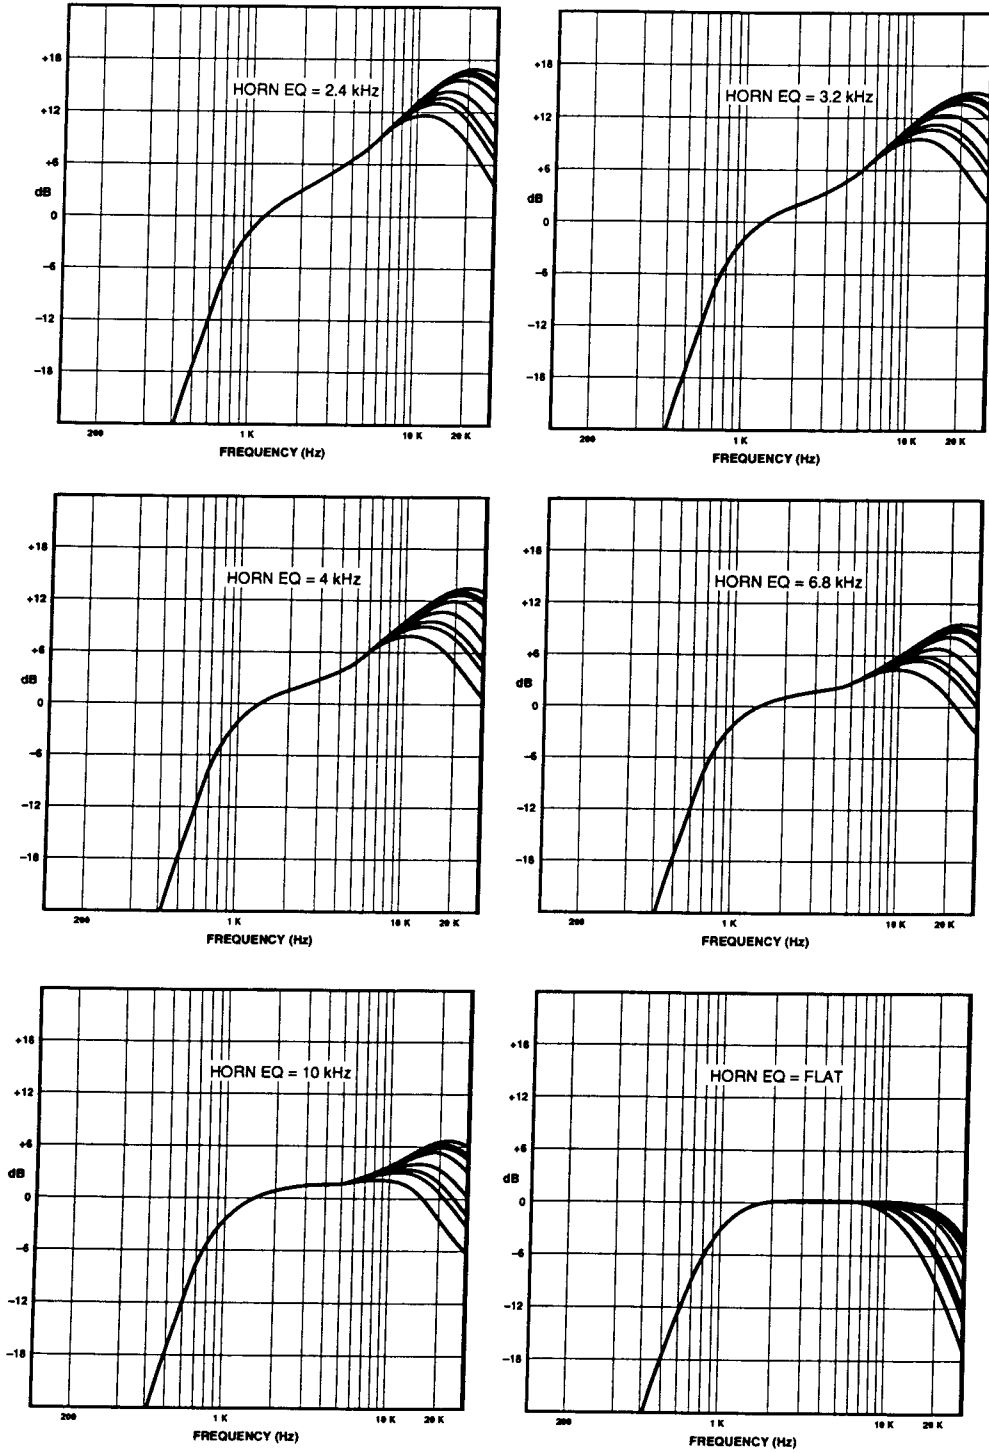 +18
HORN EQ = 2.4 kHz
+12
+6
dB
0
−6
−12
−18
200
1 K
10 K
20 K
FREQUENCY (Hz)
+18
HORN EQ = 3.2 kHz
+12
+6
dB
0
−6
−12
−18
200
1 K
10 K
20 K
FREQUENCY (Hz)
+18
HORN EQ = 4 kHz
+12
+6
dB
0
−6
−12
−18
200
1 K
10 K
20 K
FREQUENCY (Hz)
+18
HORN EQ = 6.8 kHz
+12
+6
dB
0
−6
−12
−18
200
1 K
10 K
20 K
FREQUENCY (Hz)
+18
HORN EQ = 10 kHz
+12
+6
dB
0
−6
−12
−18
200
1 K
10 K
20 K
FREQUENCY (Hz)
+18
HORN EQ = FLAT
+12
+6
dB
0
−6
−12
−18
200
1 K
10 K
20 K
FREQUENCY (Hz)